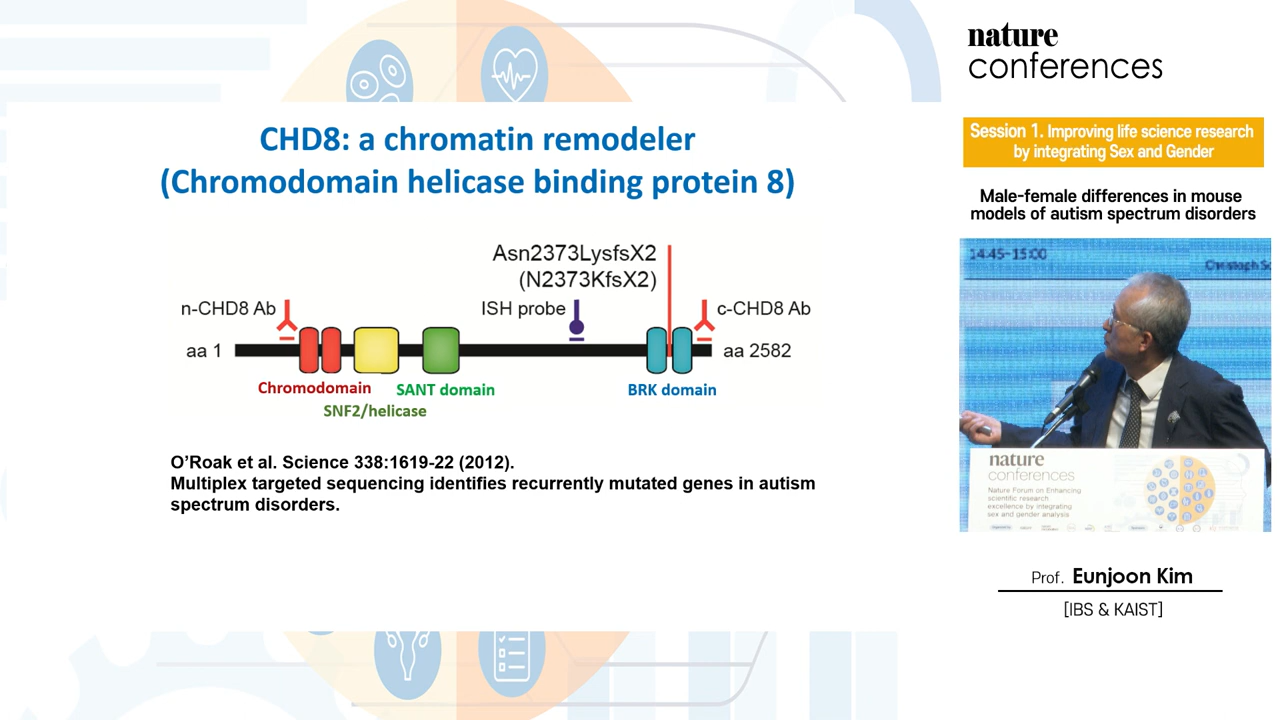 CHD8: a chromatin remodeler
(Chromodomain helicase binding protein 8)
Asn2373LysfsX2
(N2373KfsX2)
n-CHD8 Ab
ISH probe
c-CHD8 Ab
aa 1
aa 2582
Chromodomain
SANT domain
BRK domain
SNF2/helicase
O’Roak et al. Science 338:1619-22 (2012).
Multiplex targeted sequencing identifies recurrently mutated genes in autism
spectrum disorders.
nature
conferences
Session 1. Improving life science research
by integrating Sex and Gender
Male-female differences in mouse
models of autism spectrum disorders
14:45-15:00
Christoph
nature
conferences
Nature Forum on Enhancing
scientific research
excellence by integrating
sex and gender analysis
Prof. Eunjoon Kim
[IBS & KAIST]